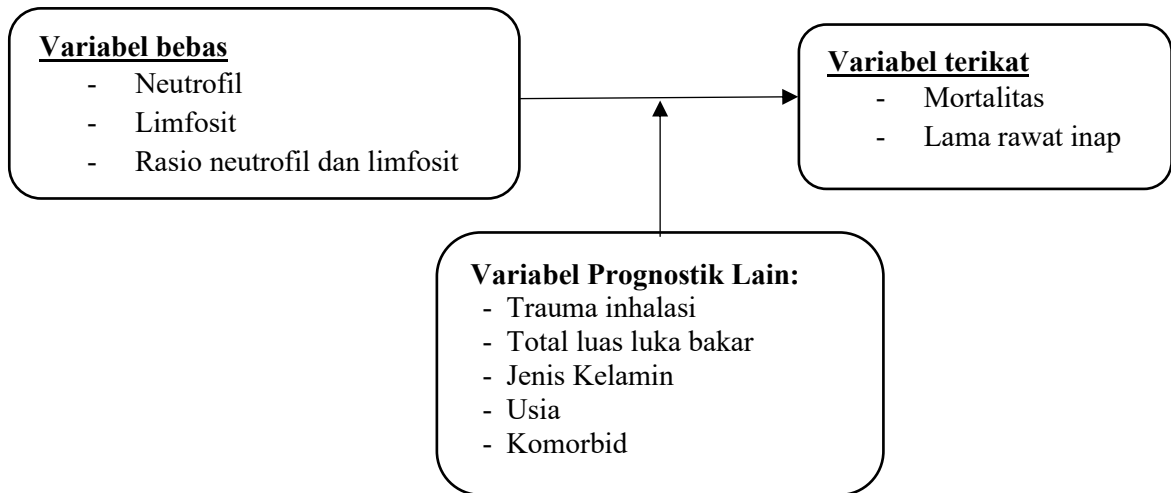 Variabel bebas
- Neutrofil
- Limfosit
- Rasio neutrofil dan limfosit
Variabel terikat
- Mortalitas
- Lama rawat inap
Variabel Prognostik Lain:
- Trauma inhalasi
- Total luas luka bakar
- Jenis Kelamin
- Usia
- Komorbid